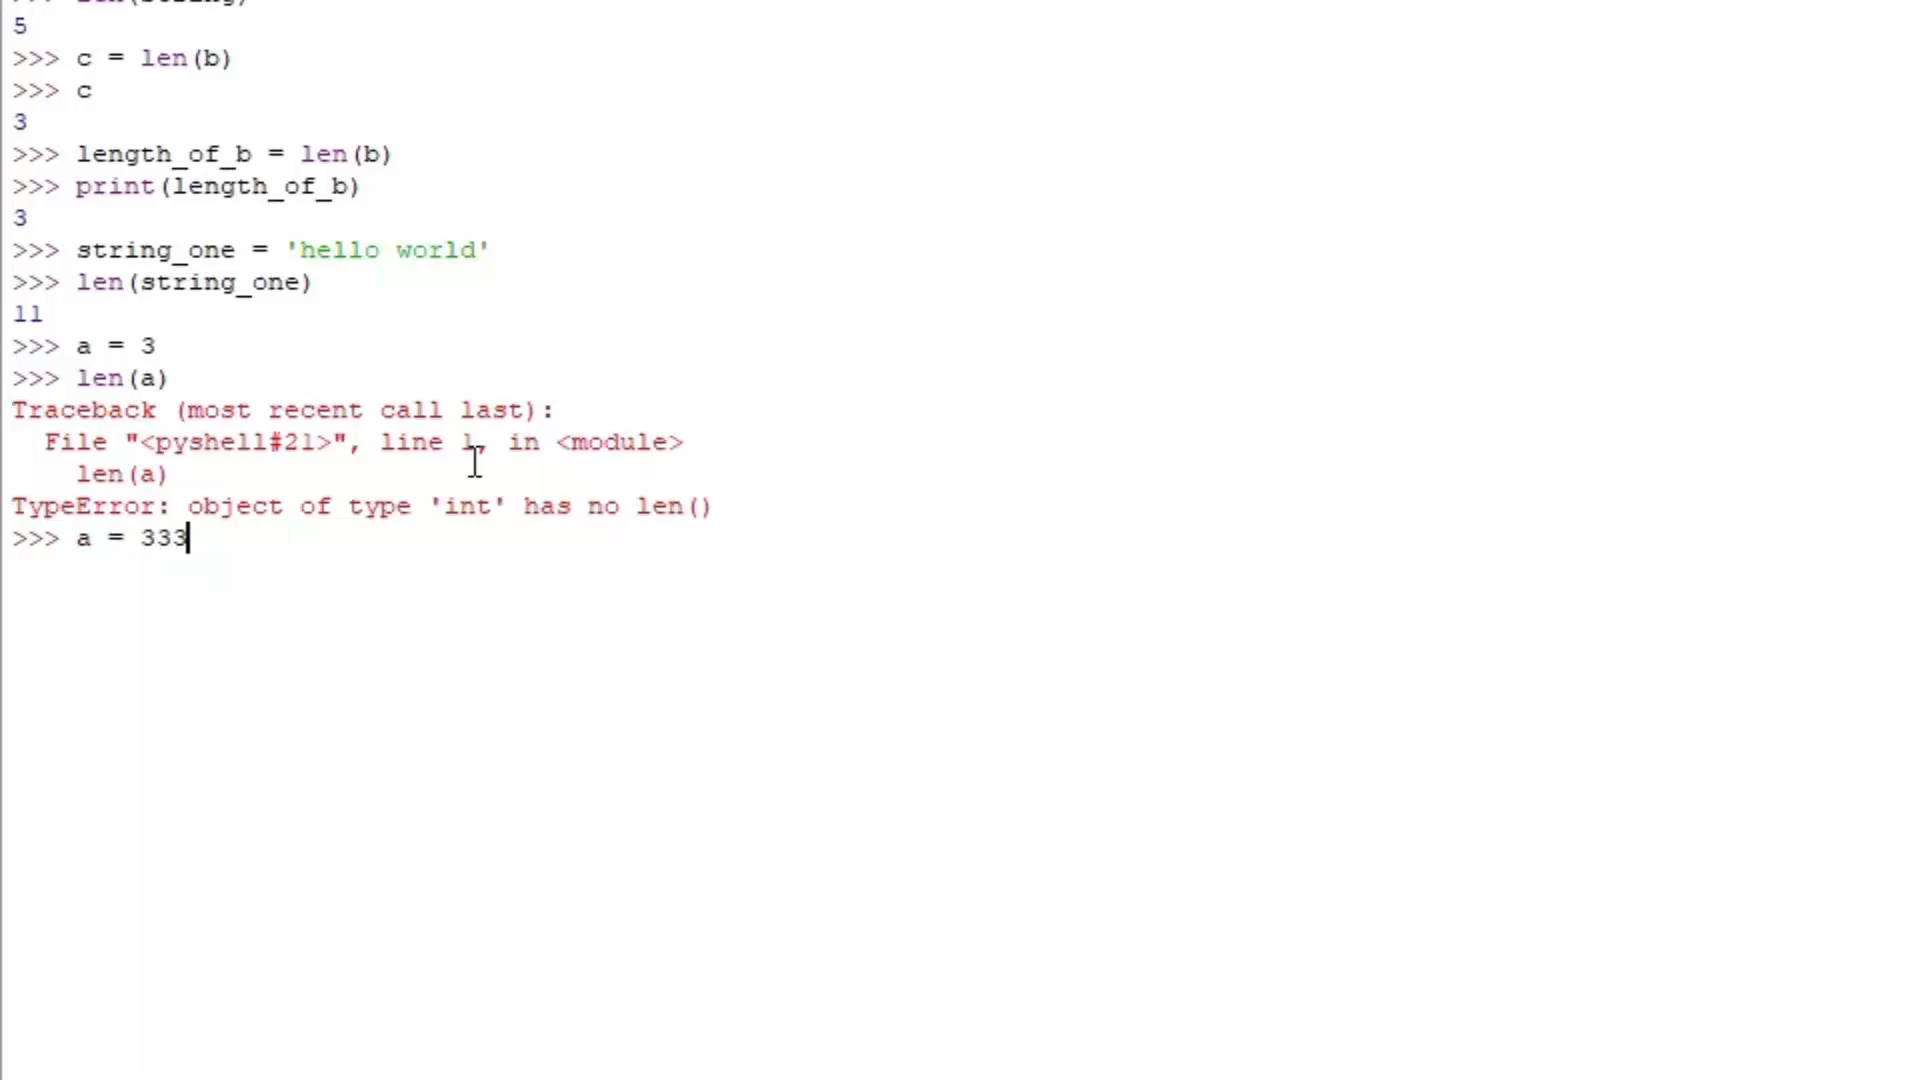 >>> len(string)
5
>>> c = len(b)
>>> c
3
>>> length_of_b = len(b)
>>> print(length_of_b)
3
>>> string_one = 'hello world'
>>> len(string_one)
11
>>> a = 3
>>> len(a)
Traceback (most recent call last):
  File "<pyshell#21>", line 1, in <module>
    len(a)
TypeError: object of type 'int' has no len()
>>> a = 333